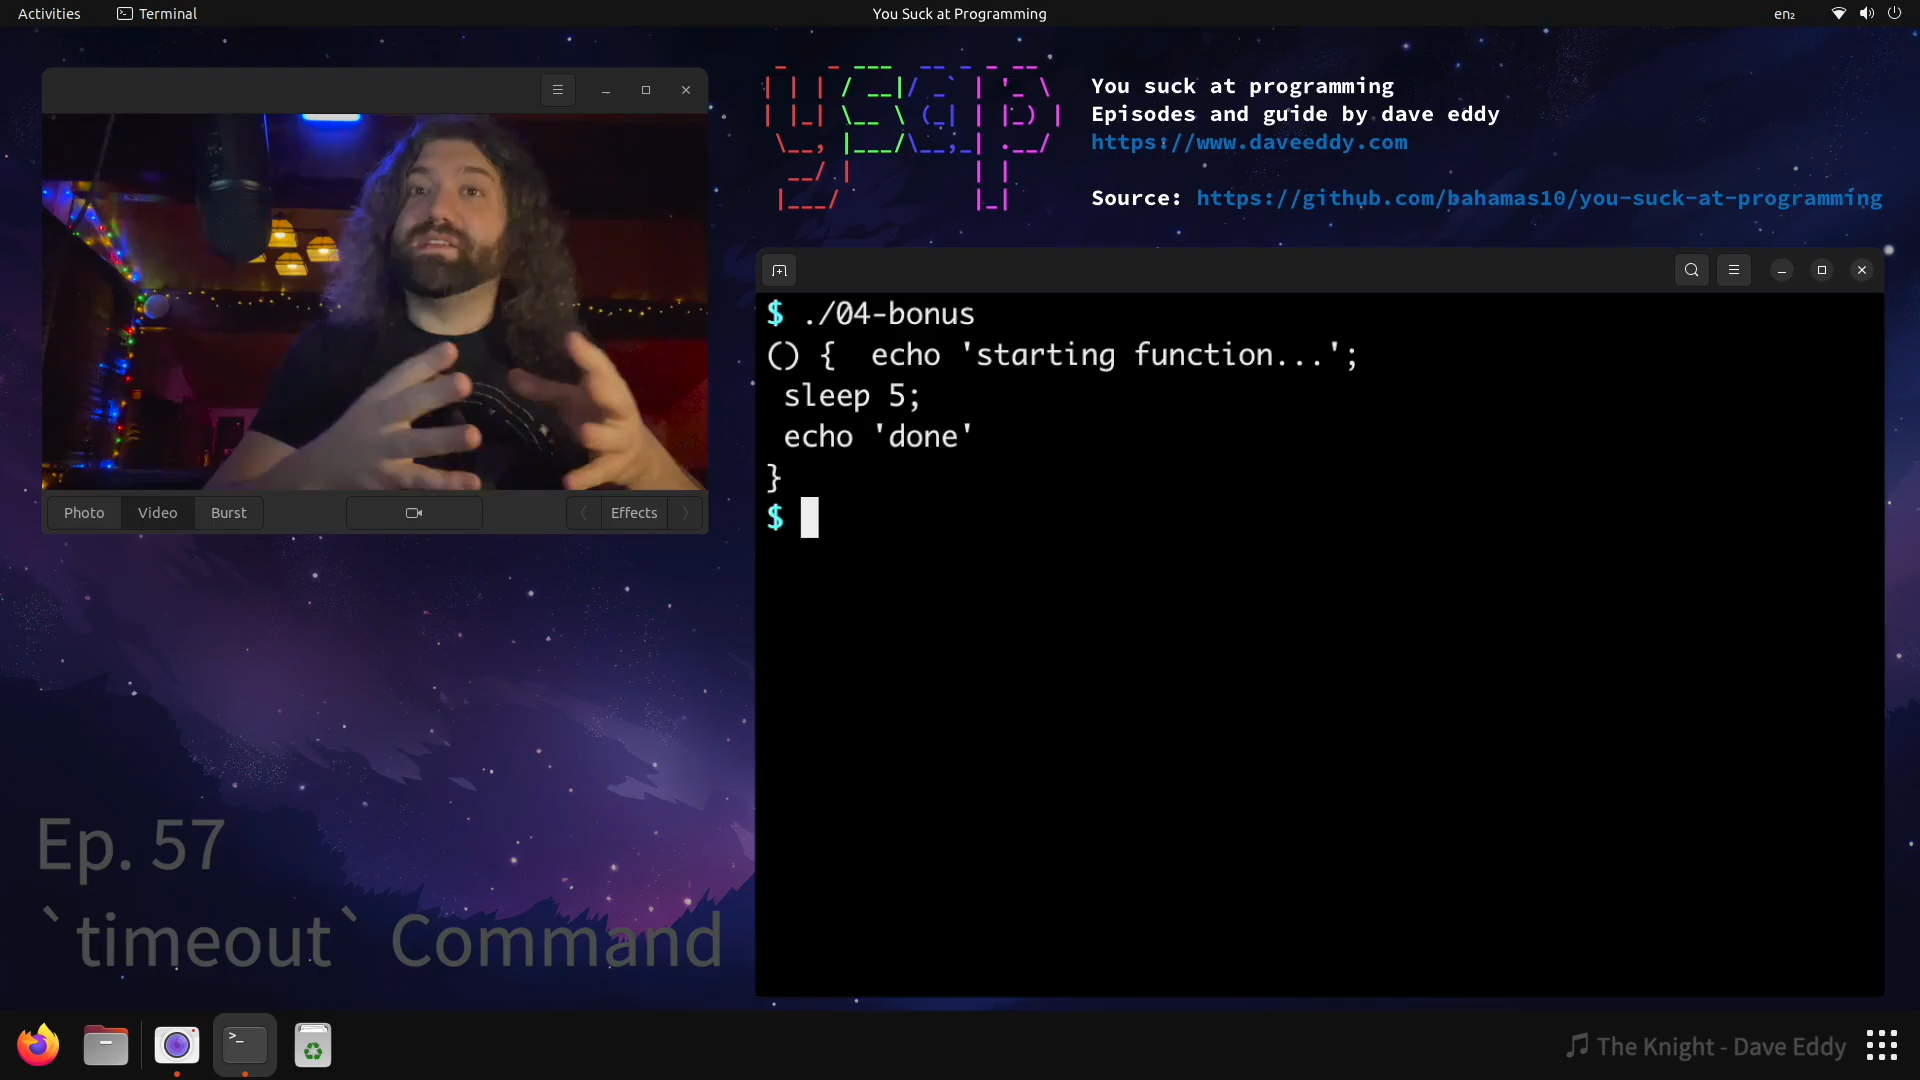 Activities
Terminal
You Suck at Programming
en₂
You suck at programming
Episodes and guide by dave eddy
https://www.daveeddy.com
Source: https://github.com/bahamas10/you-suck-at-programming
$ ./04-bonus
() {  echo 'starting function...';
 sleep 5;
 echo 'done'
}
$
Photo
Video
Burst
Effects
Ep. 57
`timeout` Command
The Knight - Dave Eddy